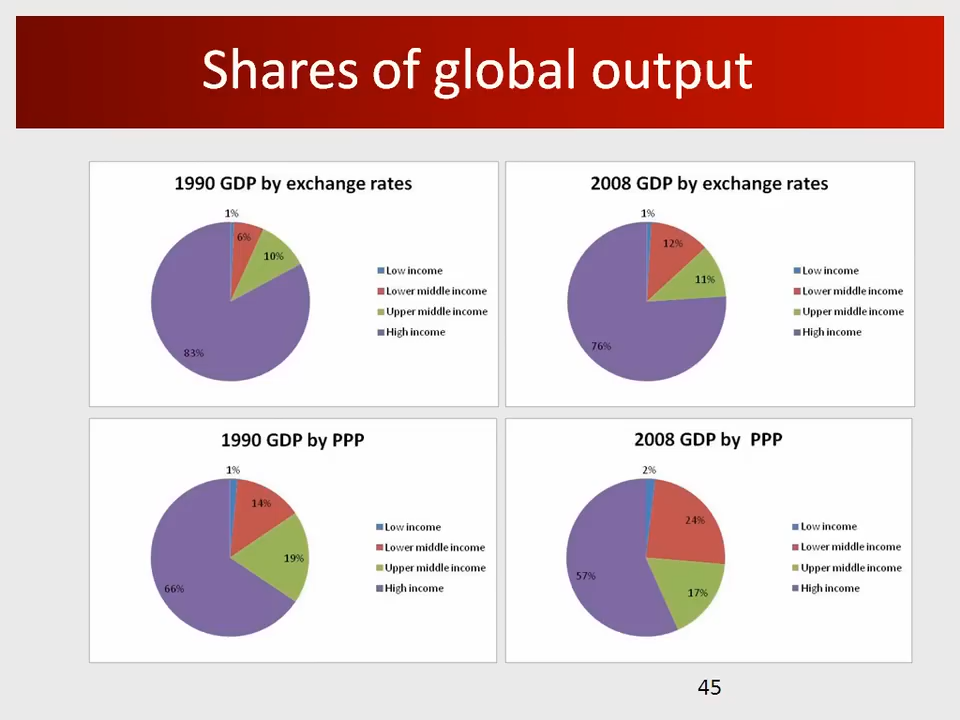 Shares of global output
1990 GDP by exchange rates
1%
6%
10%
83%
Low income
Lower middle income
Upper middle income
High income
2008 GDP by exchange rates
1%
12%
11%
76%
Low income
Lower middle income
Upper middle income
High income
1990 GDP by PPP
1%
14%
19%
66%
Low income
Lower middle income
Upper middle income
High income
2008 GDP by PPP
2%
24%
57%
17%
Low income
Lower middle income
Upper middle income
High income
45